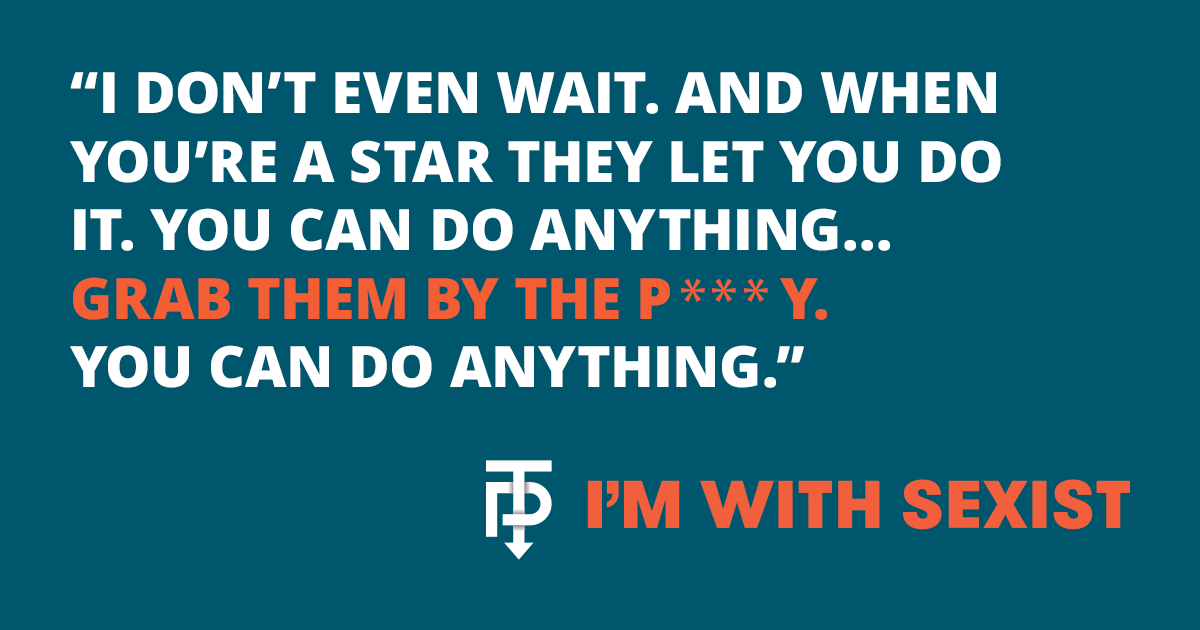 “I DON’T EVEN WAIT. AND WHEN
YOU’RE A STAR THEY LET YOU DO
IT. YOU CAN DO ANYTHING...
GRAB THEM BY THE P***Y.
YOU CAN DO ANYTHING.”
TP I’M WITH SEXIST